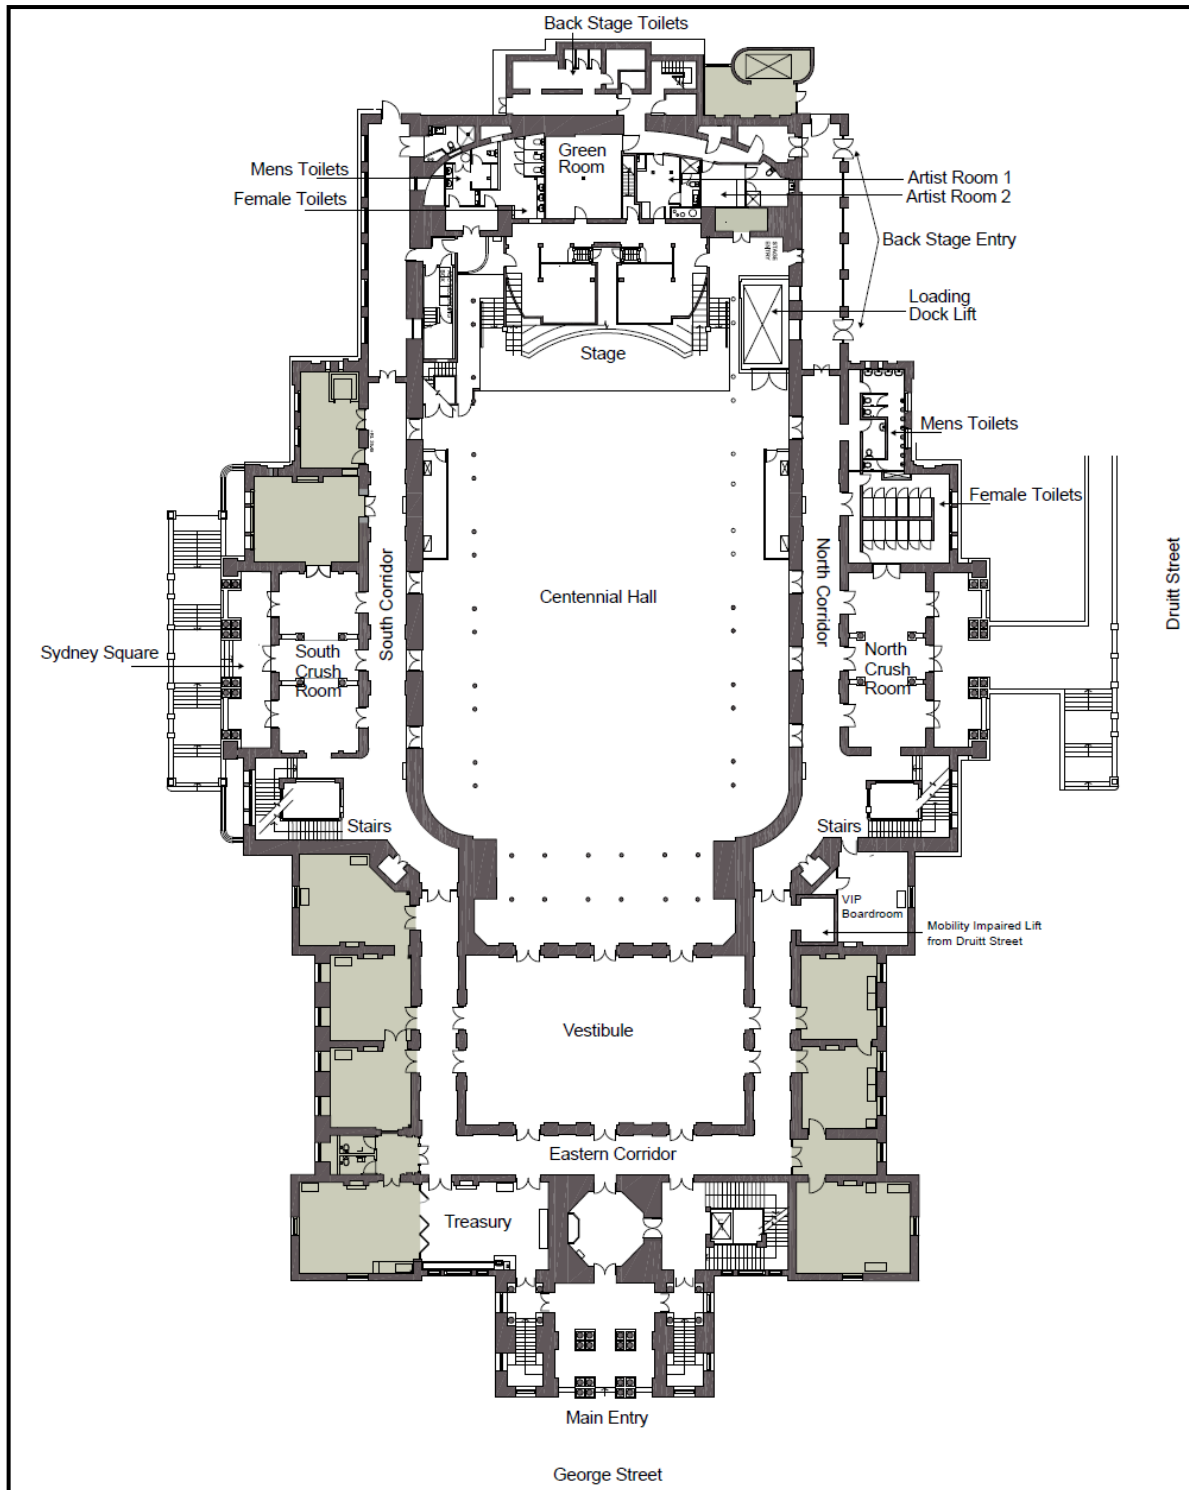 Back Stage Toilets
Green
Room
Mens Toilets
Female Toilets
Artist Room 1
Artist Room 2
Back Stage Entry
STAGE
ENTRY
Loading
Dock Lift
Stage
Mens Toilets
Female Toilets
South Corridor
North Corridor
Druitt Street
Centennial Hall
Sydney Square
South
Crush
Room
North
Crush
Room
Stairs
Stairs
VIP
Boardroom
Mobility Impaired Lift
from Druitt Street
Vestibule
Eastern Corridor
Treasury
Main Entry
George Street